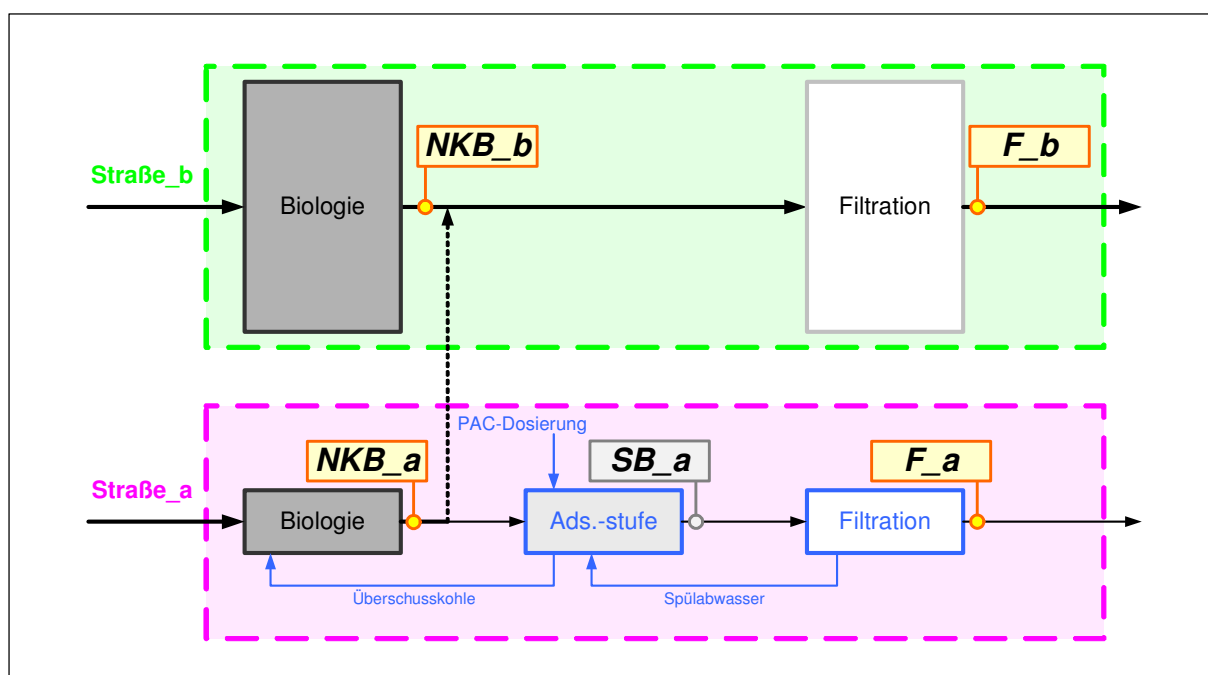 NKB_b
F_b
Straße_b
Biologie
Filtration
PAC-Dosierung
NKB_a
SB_a
F_a
Straße_a
Biologie
Ads.-stufe
Filtration
Überschusskohle
Spülabwasser